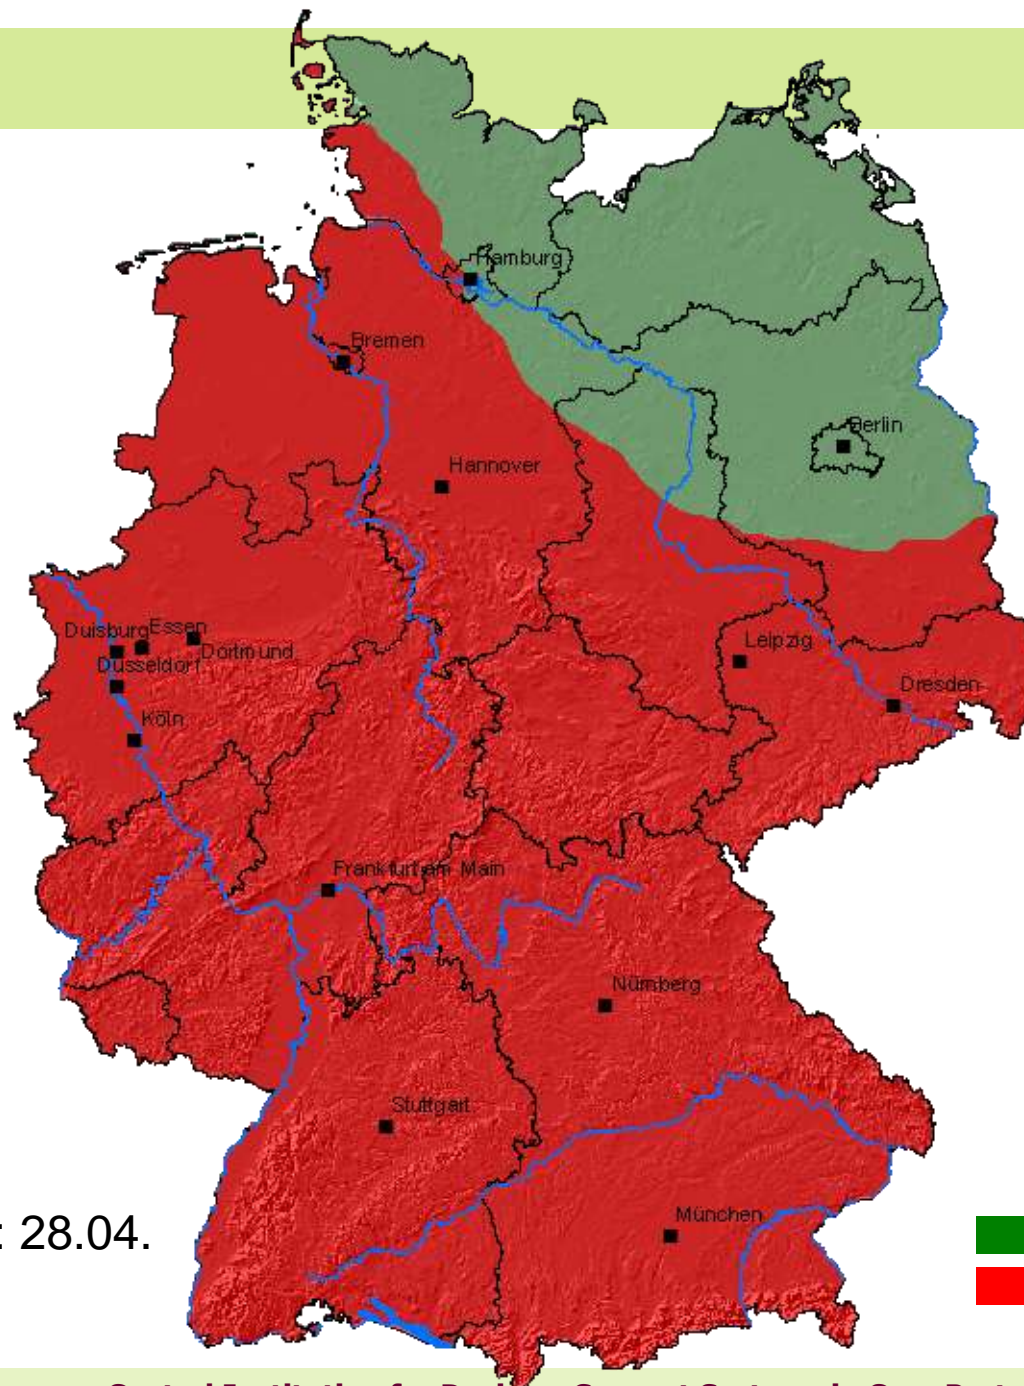 Hamburg
Bremen
Berlin
Hannover
Duisburg
Essen
Dortmund
Düsseldorf
Köln
Leipzig
Dresden
Frankfurt am Main
Nürnberg
Stuttgart
München
: 28.04.